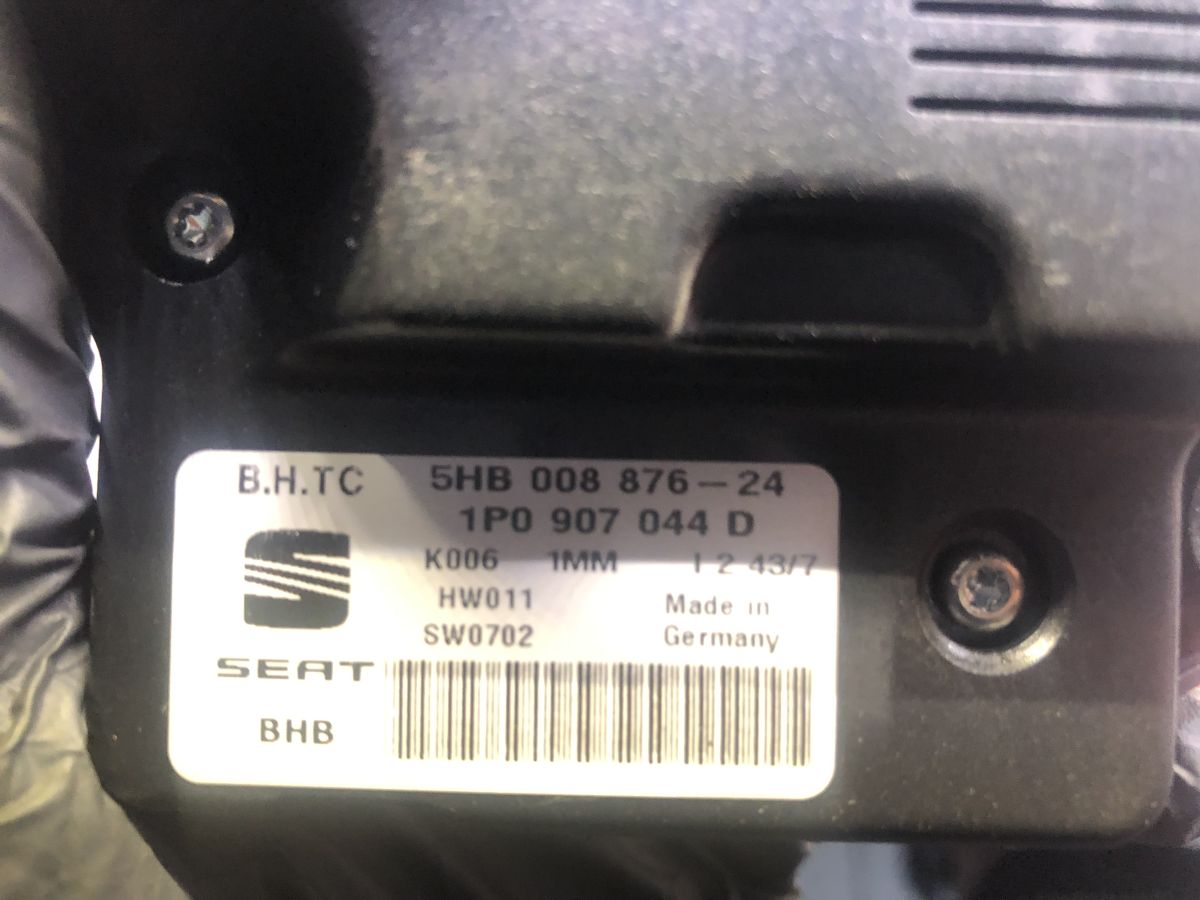 B.H.TC 5HB 008 876-24
1P0 907 044 D
K006 1MM I 2 43/7
HW011
Made in
SW0702
Germany
SEAT
BHB